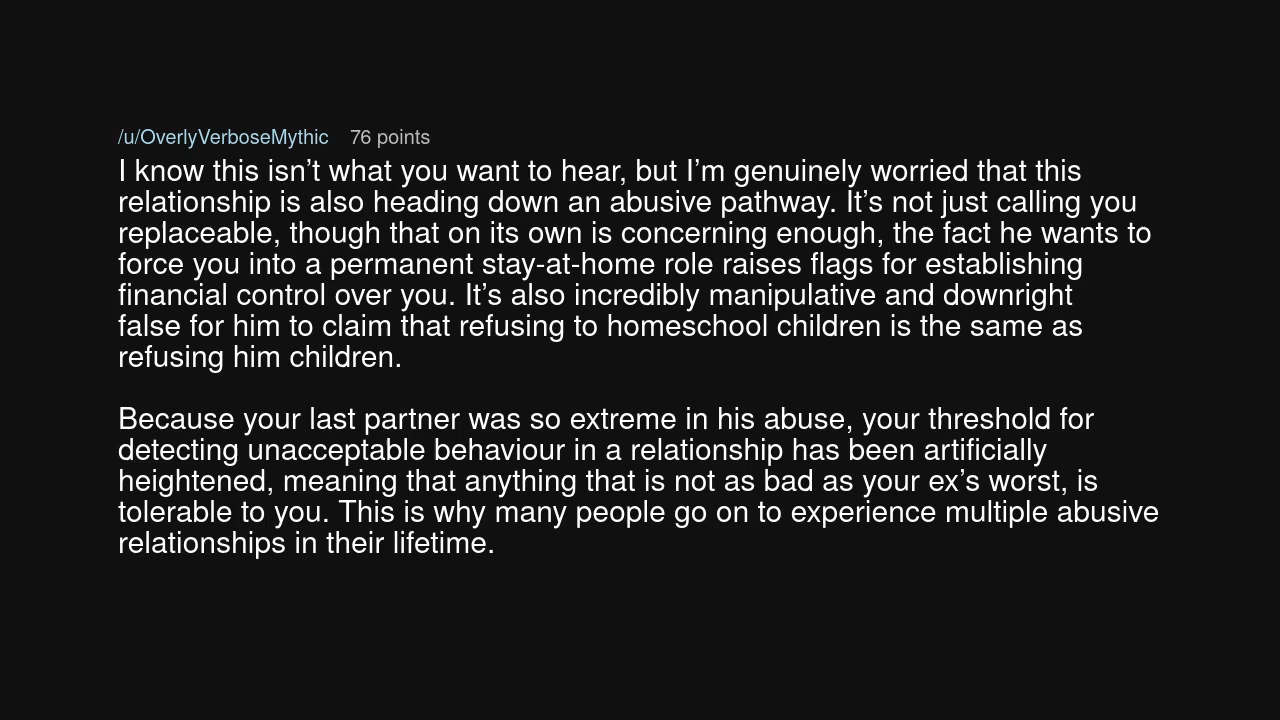 /u/OverlyVerboseMythic 76 points
I know this isn’t what you want to hear, but I’m genuinely worried that this
relationship is also heading down an abusive pathway. It’s not just calling you
replaceable, though that on its own is concerning enough, the fact he wants to
force you into a permanent stay-at-home role raises flags for establishing
financial control over you. It’s also incredibly manipulative and downright
false for him to claim that refusing to homeschool children is the same as
refusing him children.
Because your last partner was so extreme in his abuse, your threshold for
detecting unacceptable behaviour in a relationship has been artificially
heightened, meaning that anything that is not as bad as your ex’s worst, is
tolerable to you. This is why many people go on to experience multiple abusive
relationships in their lifetime.